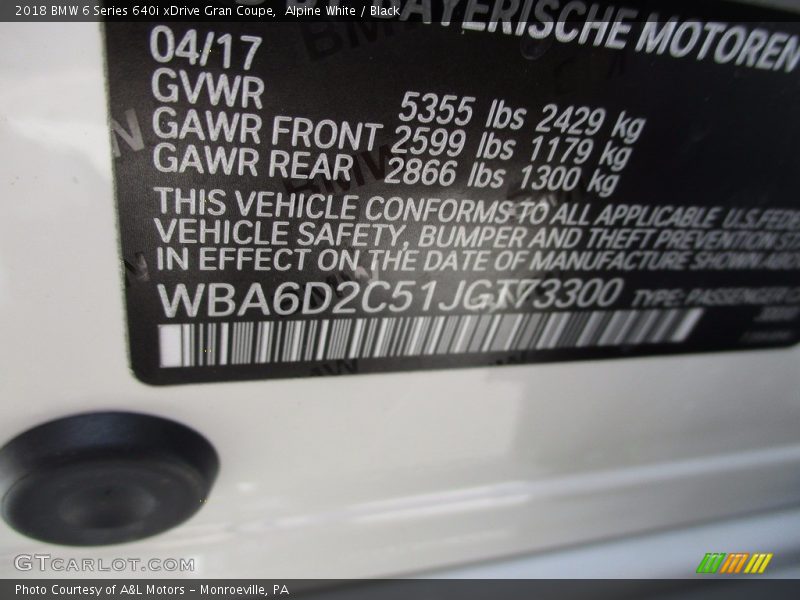 2018 BMW 6 Series 640i xDrive Gran Coupe, Alpine White / Black
BAYERISCHE MOTOREN
04/17
GVWR 5355 lbs 2429 kg
GAWR FRONT 2599 lbs 1179 kg
GAWR REAR 2866 lbs 1300 kg
THIS VEHICLE CONFORMS TO ALL APPLICABLE U.S. FEDE
VEHICLE SAFETY, BUMPER AND THEFT PREVENTION ST
IN EFFECT ON THE DATE OF MANUFACTURE SHOWN ABO
WBA6D2C51JGT73300 TYPE: PASSENGER C
GTCARLOT.COM
Photo Courtesy of A&L Motors – Monroeville, PA